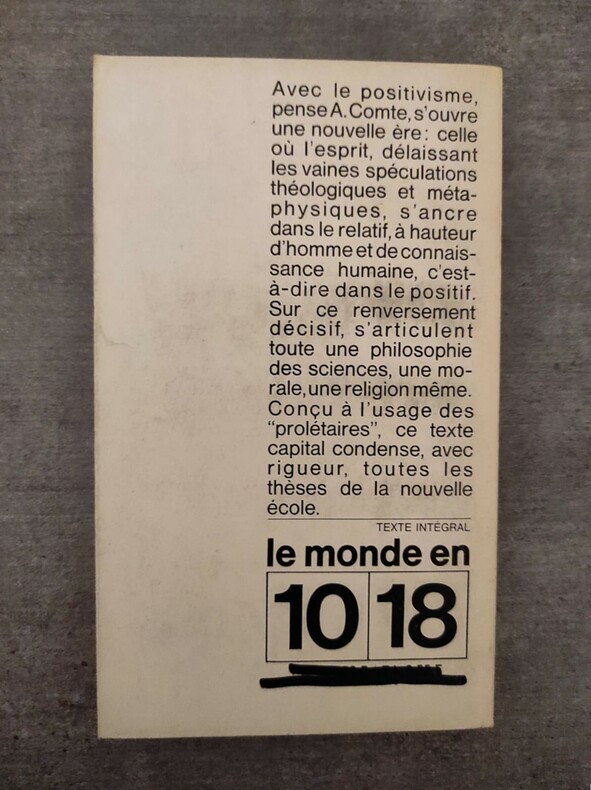 Avec le positivisme,
pense A. Comte, s'ouvre
une nouvelle ère : celle
où l'esprit, délaissant
les vaines spéculations
théologiques et méta-
physiques, s'ancre
dans le relatif, à hauteur
d'homme et de connais-
sance humaine, c'est-
à-dire dans le positif.
Sur ce renversement
décisif, s'articulent
toute une philosophie
des sciences, une mo-
rale, une religion même.
Conçu à l'usage des
"prolétaires", ce texte
capital condense, avec
rigueur, toutes les
thèses de la nouvelle
école.
TEXTE INTÉGRAL
le monde en
10 18